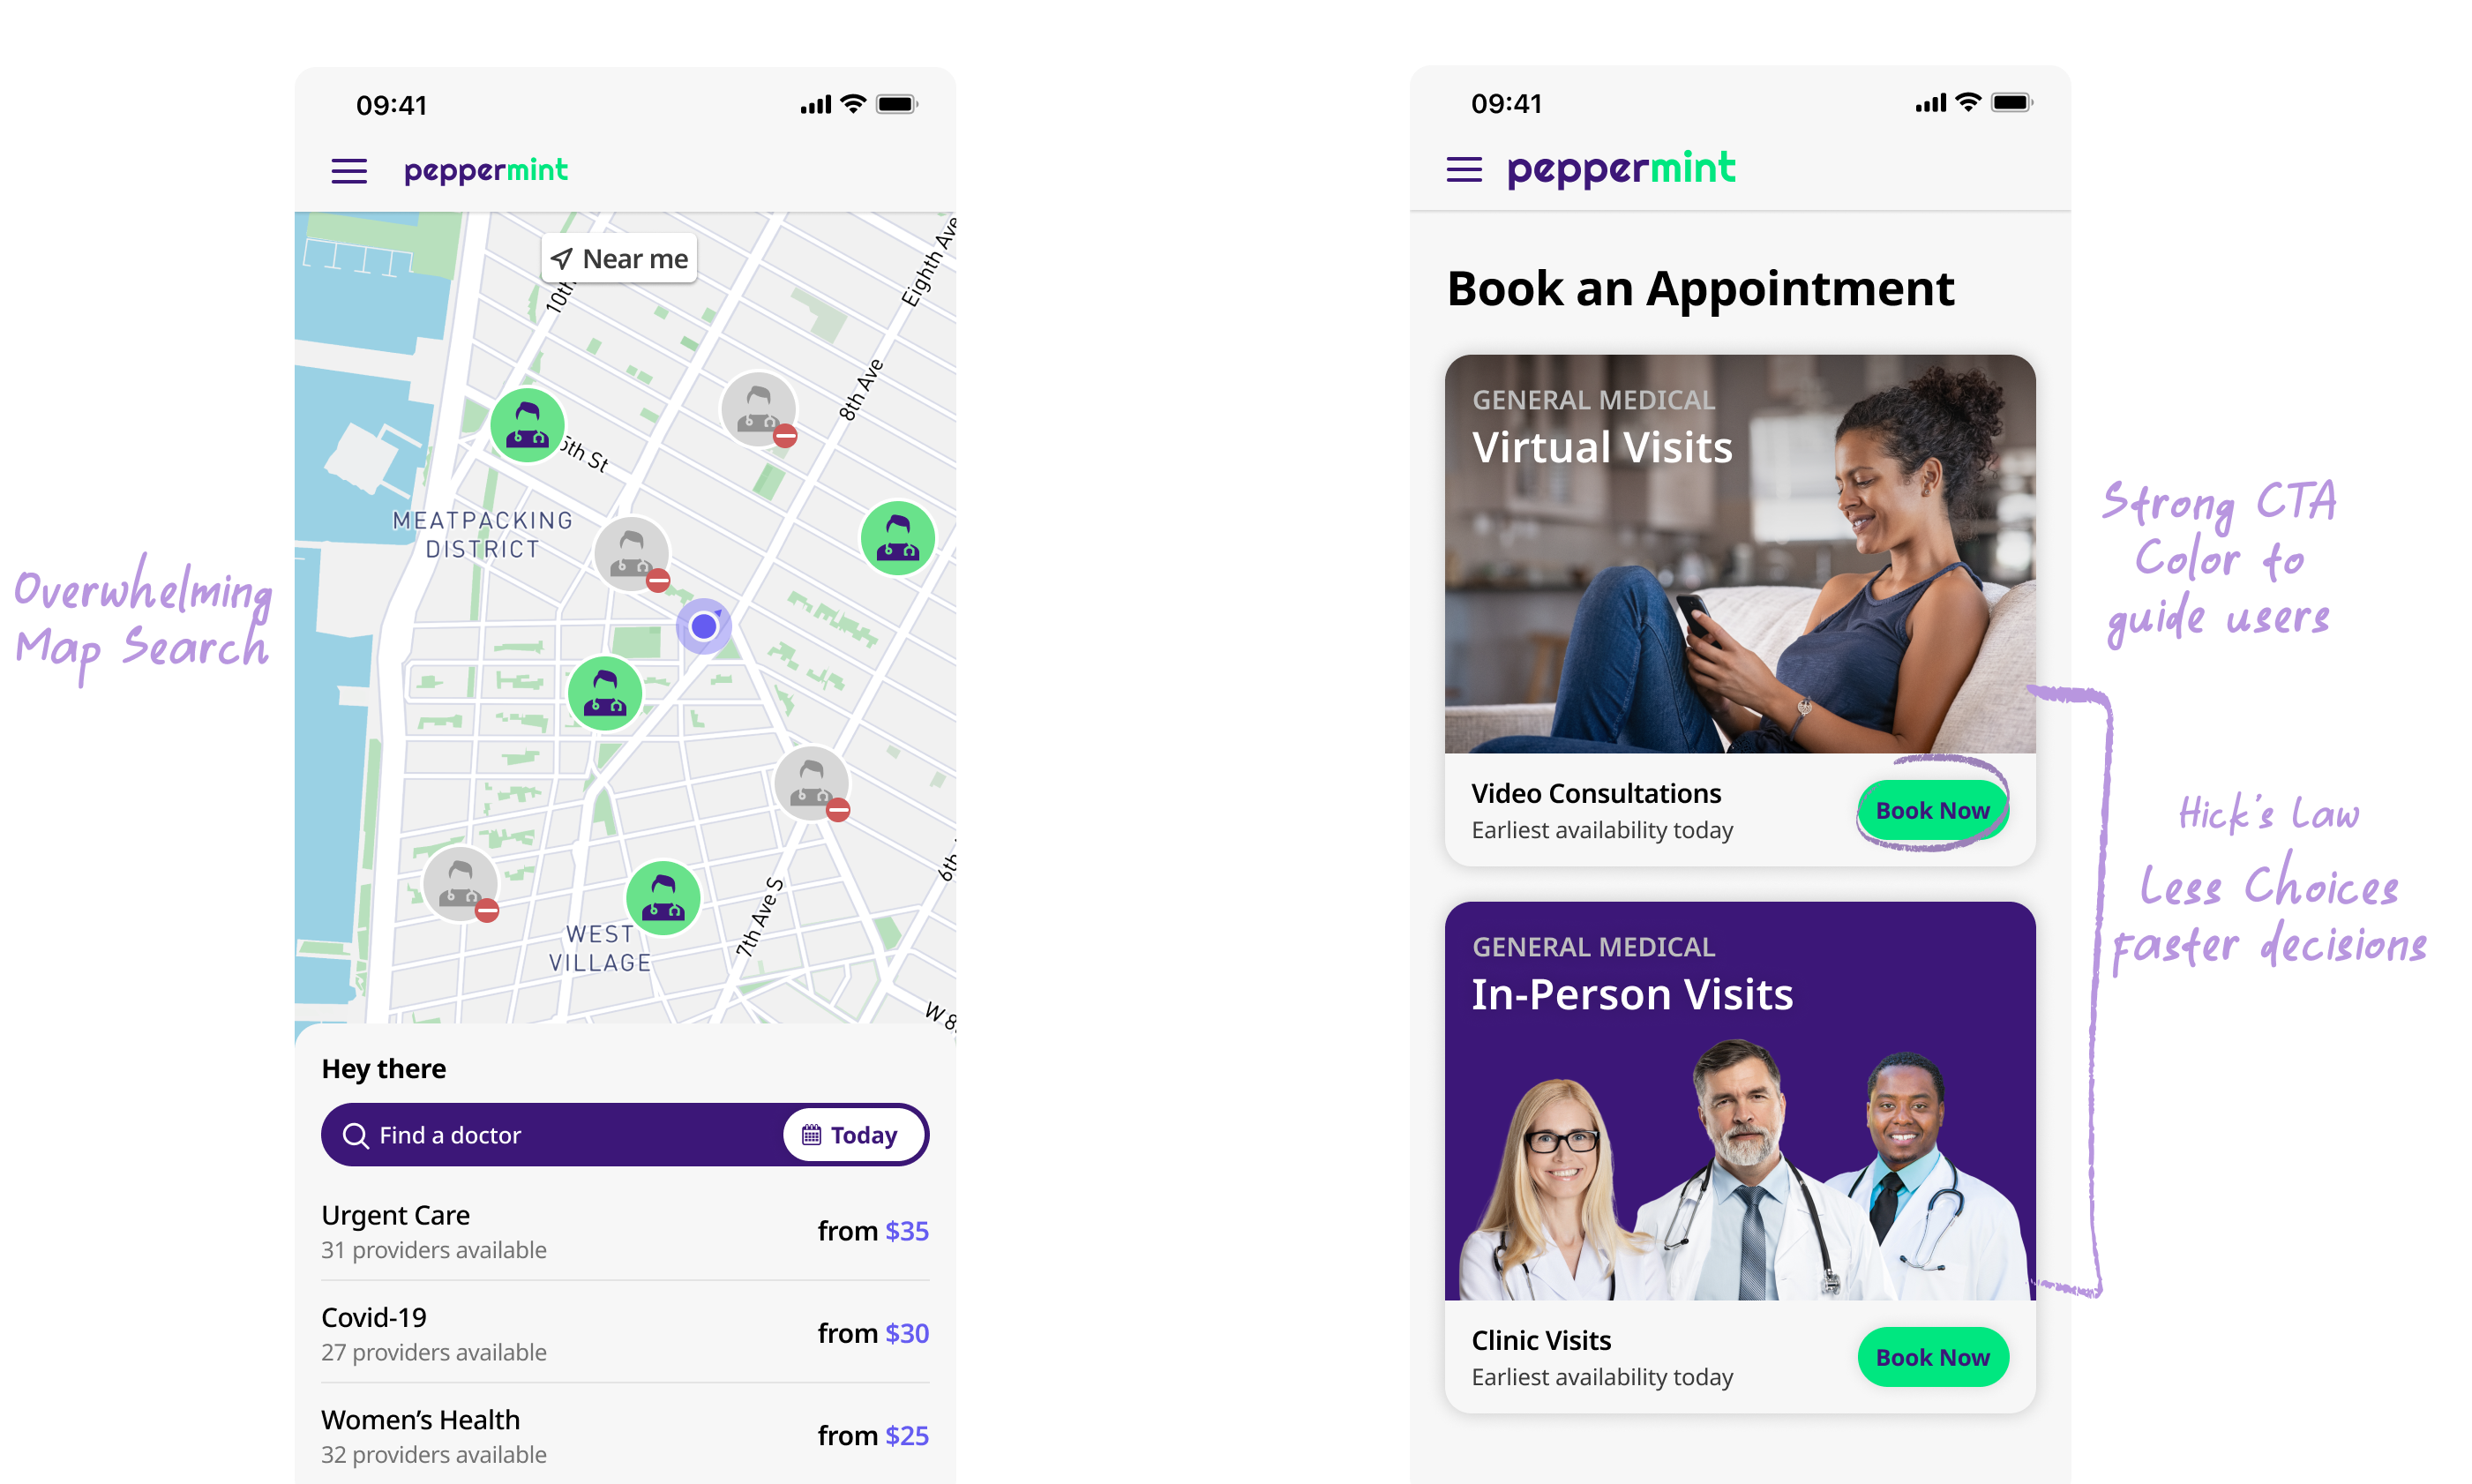 Overwhelming
Map Search
09:41
peppermint
Near me
10th
Eighth Ave
8th Ave
5th St
MEATPACKING
DISTRICT
WEST
VILLAGE
7th Ave S
6th
W 8
Hey there
Find a doctor
Today
Urgent Care
from $35
31 providers available
Covid-19
from $30
27 providers available
Women’s Health
from $25
32 providers available
09:41
peppermint
Book an Appointment
GENERAL MEDICAL
Virtual Visits
Video Consultations
Earliest availability today
Book Now
GENERAL MEDICAL
In-Person Visits
Clinic Visits
Earliest availability today
Book Now
Strong CTA
Color to
guide users
Hick's Law
Less Choices
Faster decisions